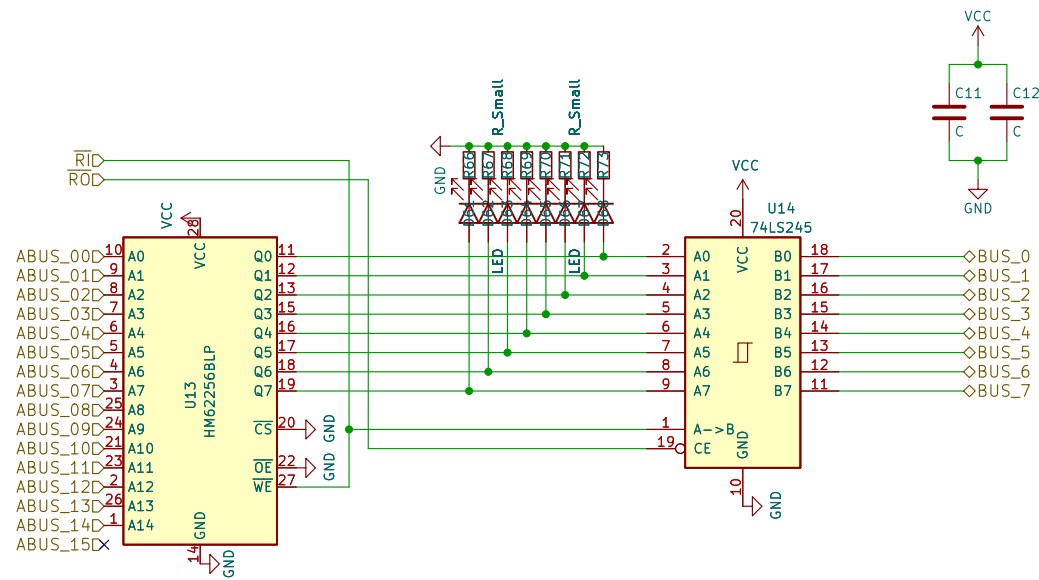 VCC
C11
C
C12
C
GND
R_Small
R_Small
GND
R66
R67
R68
R69
R70
R71
R72
R73
LED
LED
RI
RO
VCC
28
VCC
ABUS_00 10 A0
ABUS_01 9 A1
ABUS_02 8 A2
ABUS_03 7 A3
ABUS_04 6 A4
ABUS_05 5 A5
ABUS_06 4 A6
ABUS_07 3 A7
ABUS_08 25 A8
ABUS_09 24 A9
ABUS_10 21 A10
ABUS_11 23 A11
ABUS_12 2 A12
ABUS_13 26 A13
ABUS_14 1 A14
ABUS_15
U13
HM62256BLP
Q0 11
Q1 12
Q2 13
Q3 15
Q4 16
Q5 17
Q6 18
Q7 19
CS 20 GND
OE 22 GND
WE 27
GND
14
GND
VCC
20
U14
74LS245
VCC
2 A0
3 A1
4 A2
5 A3
6 A4
7 A5
8 A6
9 A7
1 A->B
19 CE
B0 18 BUS_0
B1 17 BUS_1
B2 16 BUS_2
B3 15 BUS_3
B4 14 BUS_4
B5 13 BUS_5
B6 12 BUS_6
B7 11 BUS_7
GND
10
GND